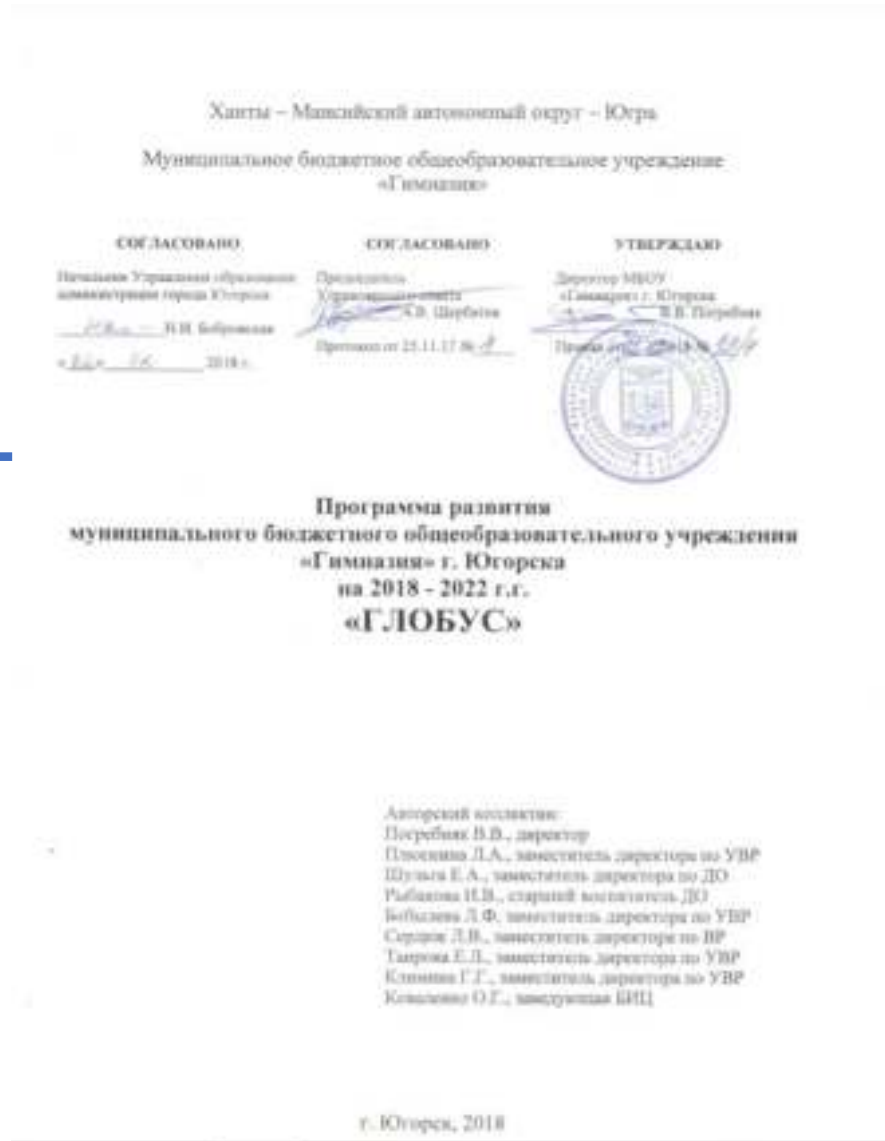 Ханты – Мансийский автономный округ – Югра
Муниципальное бюджетное общеобразовательное учреждение
«Гимназия»
СОГЛАСОВАНО
Начальник Управления образования
администрации города Югорска
Н.И. Бобровская
2018 г.
СОГЛАСОВАНО
Председатель
Управляющего совета
А.В. Щербатов
Протокол от 25.11.17 №
УТВЕРЖДАЮ
Директор МБОУ
«Гимназия» г. Югорска
В.В. Погребняк
Приказ от
Программа развития
муниципального бюджетного общеобразовательного учреждения
«Гимназия» г. Югорска
на 2018 - 2022 г.г.
«ГЛОБУС»
Авторский коллектив:
Погребняк В.В., директор
Л.А., заместитель директора по УВР
Шульга Е.А., заместитель директора по ДО
Рыбакова И.В., старший воспитатель ДО
Бобылева Л.Ф, заместитель директора по УВР
Сердюк Л.В., заместитель директора по ВР
Таирова Е.Л., заместитель директора по УВР
Климина Г.Г., заместитель директора по УВР
Коваленко О.Г., заведующая БИЦ
г. Югорск, 2018